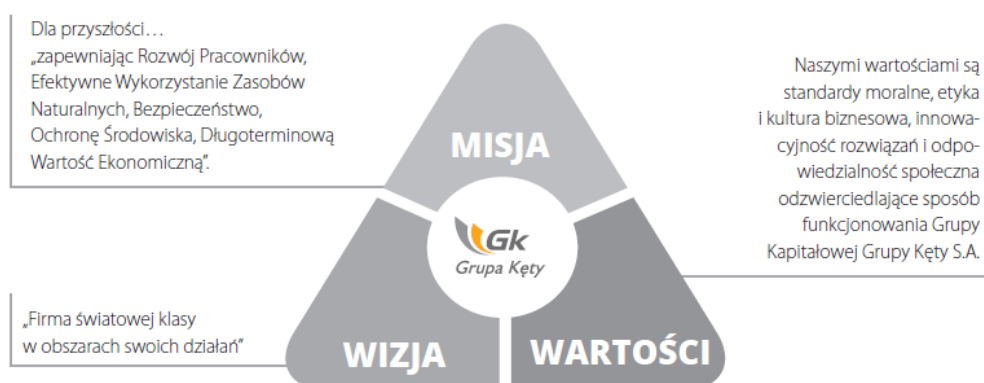 Dla przyszłości…
„zapewniając Rozwój Pracowników,
Efektywne Wykorzystanie Zasobów
Naturalnych, Bezpieczeństwo,
Ochronę Środowiska, Długoterminową
Wartość Ekonomiczną”.
MISJA
Naszymi wartościami są
standardy moralne, etyka
i kultura biznesowa, innowa-
cyjność rozwiązań i odpo-
wiedzialność społeczna
odzwierciedlające sposób
funkcjonowania Grupy
Kapitałowej Grupy Kęty S.A.
Gk
Grupa Kęty
„Firma światowej klasy
w obszarach swoich działań”
WIZJA
WARTOŚCI